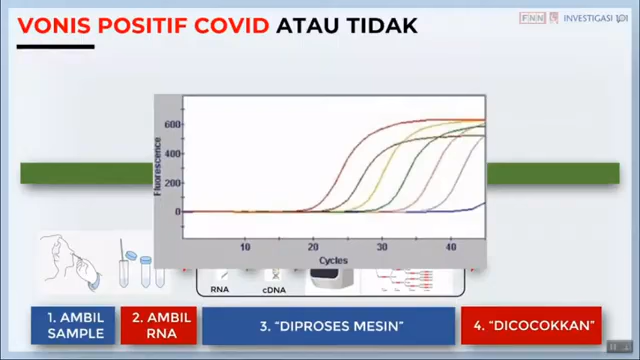 VONIS POSITIF COVID ATAU TIDAK
FNN
INVESTIGASI
Fluorescence
600
400
200
0
10
20
30
40
Cycles
RNA
cDNA
1. AMBIL
SAMPLE
2. AMBIL
RNA
3. “DIPROSES MESIN”
4. “DICOCOKKAN”